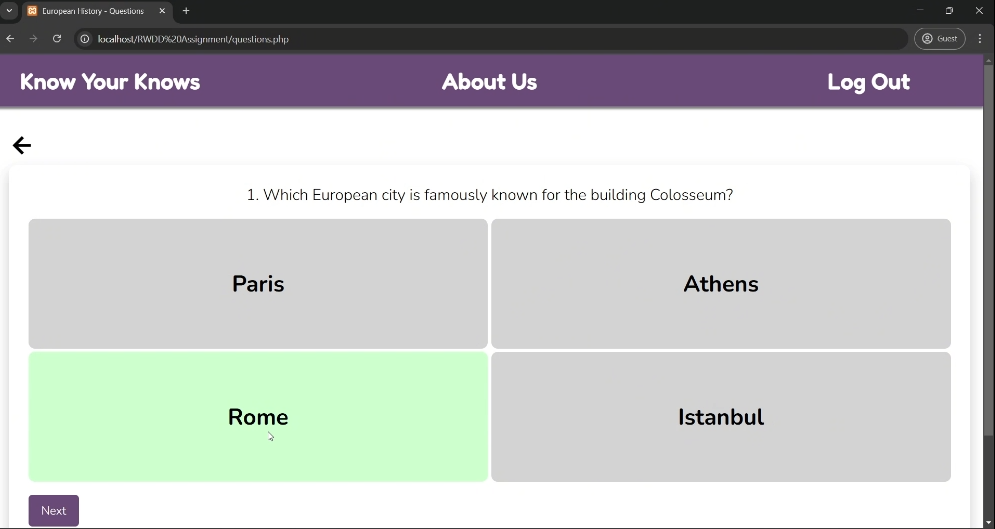 European History - Questions
localhost/RWDD%20Assignment/questions.php
Guest
Know Your Knows
About Us
Log Out
1. Which European city is famously known for the building Colosseum?
Paris
Athens
Rome
Istanbul
Next